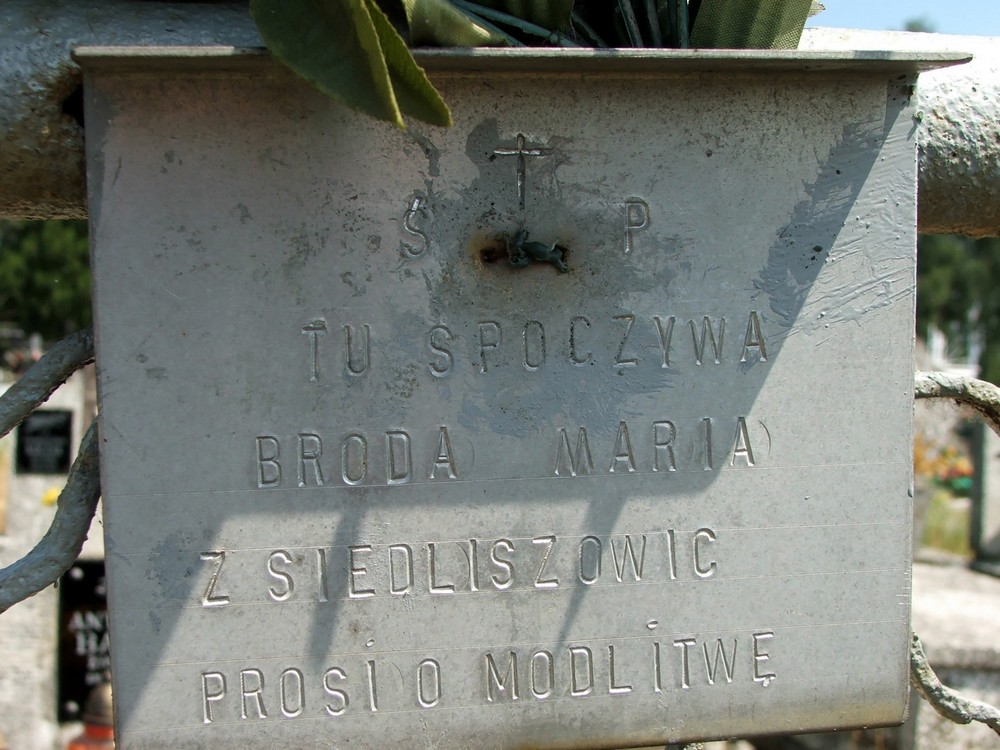 Ś P
TU SPOCZYWA
BRODA MARIA
Z SIEDLISZOWIC
PROSI O MODLITWĘ